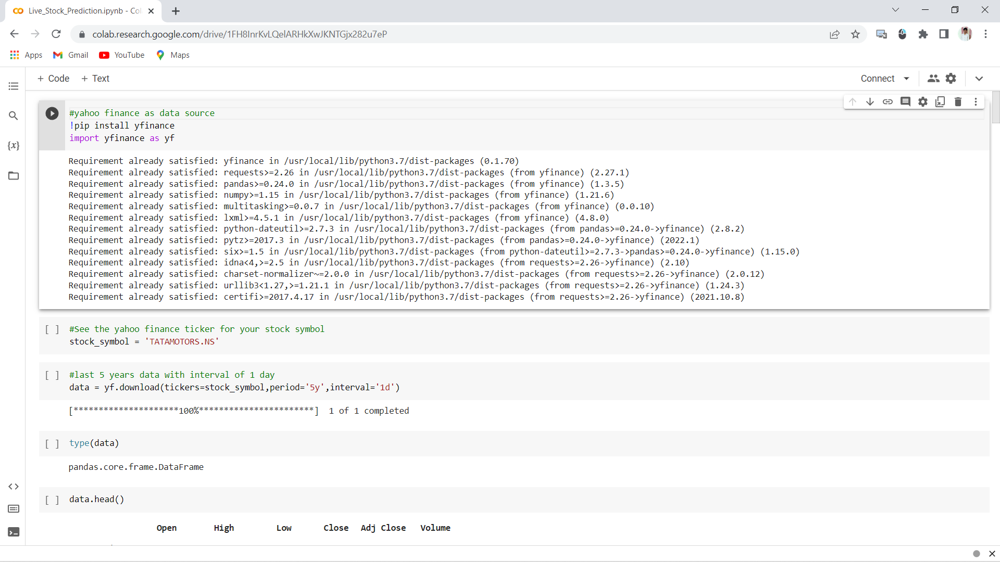 Live_Stock_Prediction.ipynb - Col
colab.research.google.com/drive/1FH8InrKvLQelARHkXwJKNTGjx282u7eP
Apps Gmail YouTube Maps
+ Code + Text Connect
#yahoo finance as data source
!pip install yfinance
import yfinance as yf
Requirement already satisfied: yfinance in /usr/local/lib/python3.7/dist-packages (0.1.70)
Requirement already satisfied: requests>=2.26 in /usr/local/lib/python3.7/dist-packages (from yfinance) (2.27.1)
Requirement already satisfied: pandas>=0.24.0 in /usr/local/lib/python3.7/dist-packages (from yfinance) (1.3.5)
Requirement already satisfied: numpy>=1.15 in /usr/local/lib/python3.7/dist-packages (from yfinance) (1.21.6)
Requirement already satisfied: multitasking>=0.0.7 in /usr/local/lib/python3.7/dist-packages (from yfinance) (0.0.10)
Requirement already satisfied: lxml>=4.5.1 in /usr/local/lib/python3.7/dist-packages (from yfinance) (4.8.0)
Requirement already satisfied: python-dateutil>=2.7.3 in /usr/local/lib/python3.7/dist-packages (from pandas>=0.24.0->yfinance) (2.8.2)
Requirement already satisfied: pytz>=2017.3 in /usr/local/lib/python3.7/dist-packages (from pandas>=0.24.0->yfinance) (2022.1)
Requirement already satisfied: six>=1.5 in /usr/local/lib/python3.7/dist-packages (from python-dateutil>=2.7.3->pandas>=0.24.0->yfinance) (1.15.0)
Requirement already satisfied: idna<4,>=2.5 in /usr/local/lib/python3.7/dist-packages (from requests>=2.26->yfinance) (2.10)
Requirement already satisfied: charset-normalizer~=2.0.0 in /usr/local/lib/python3.7/dist-packages (from requests>=2.26->yfinance) (2.0.12)
Requirement already satisfied: urllib3<1.27,>=1.21.1 in /usr/local/lib/python3.7/dist-packages (from requests>=2.26->yfinance) (1.24.3)
Requirement already satisfied: certifi>=2017.4.17 in /usr/local/lib/python3.7/dist-packages (from requests>=2.26->yfinance) (2021.10.8)
[ ] #See the yahoo finance ticker for your stock symbol
stock_symbol = 'TATAMOTORS.NS'
[ ] #last 5 years data with interval of 1 day
data = yf.download(tickers=stock_symbol,period='5y',interval='1d')
[*********************100%***********************]  1 of 1 completed
[ ] type(data)
pandas.core.frame.DataFrame
[ ] data.head()
Open High Low Close Adj Close Volume